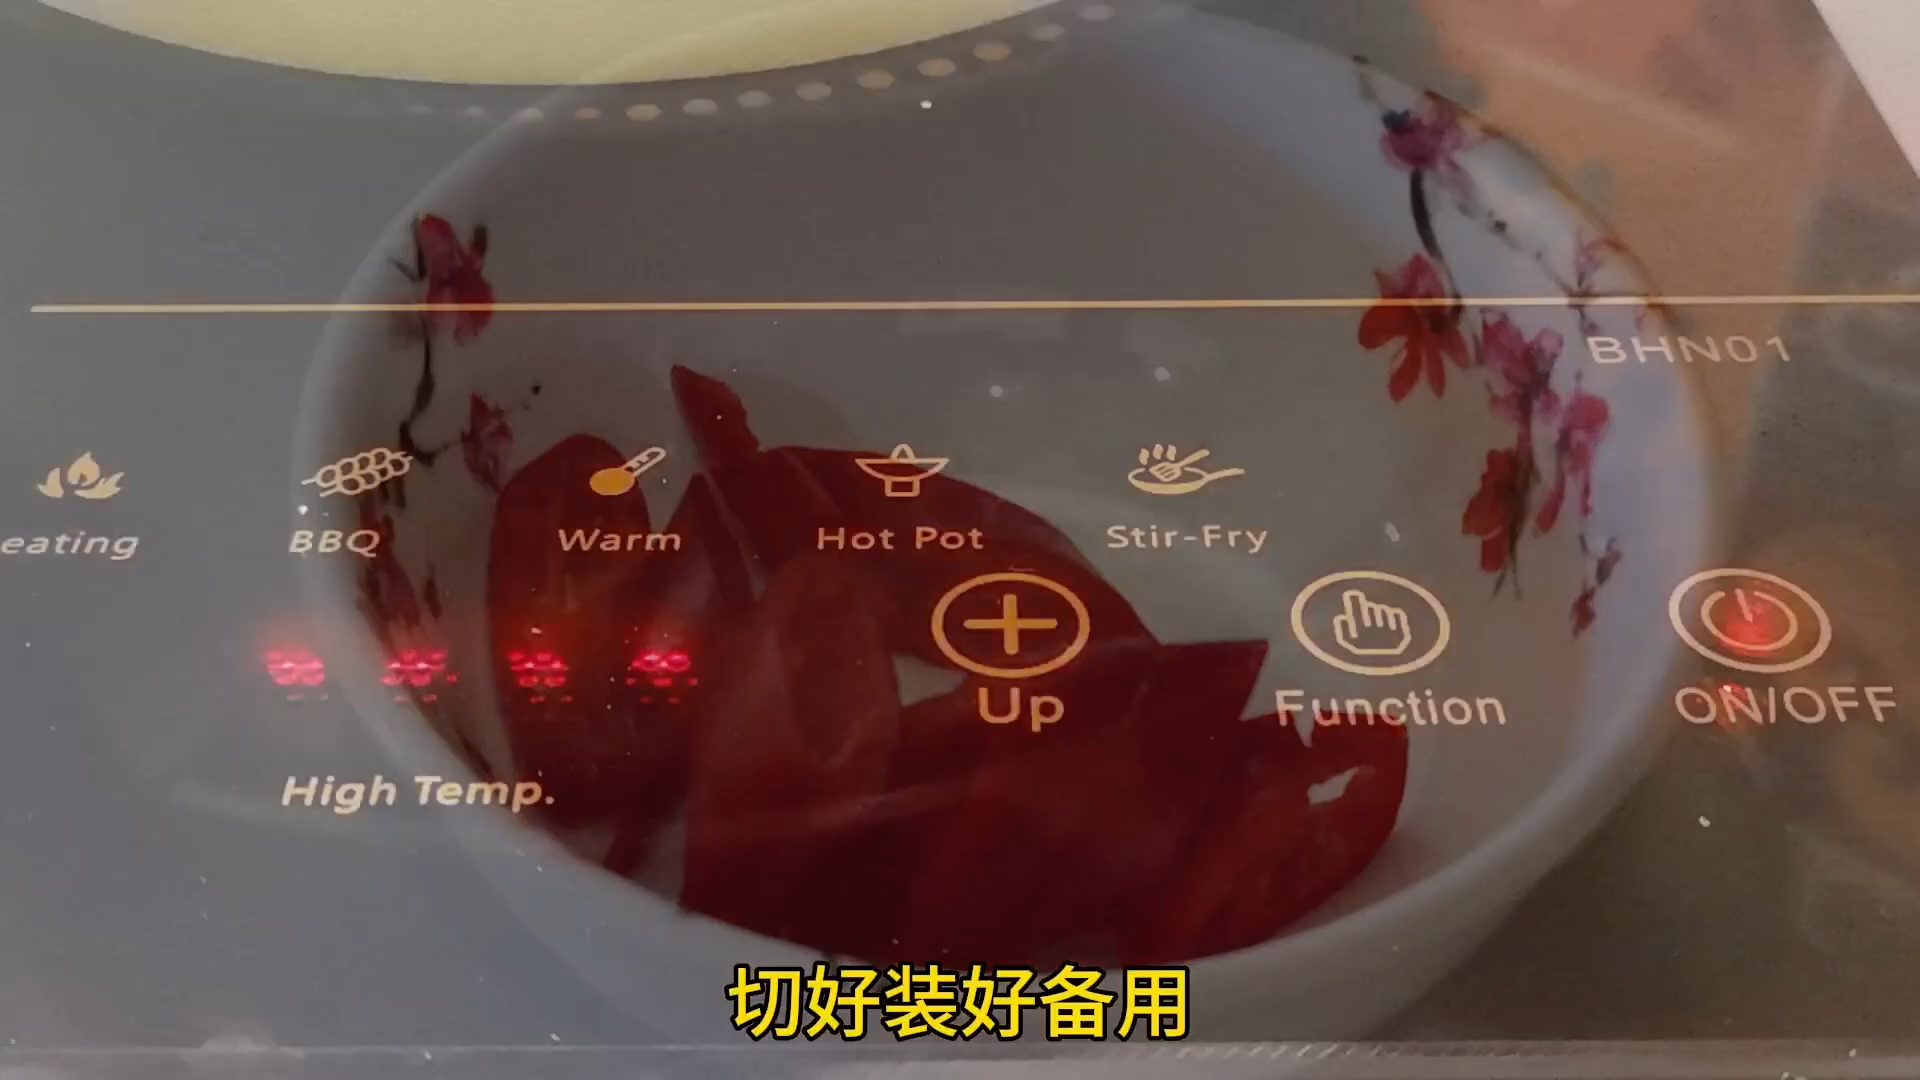 BHN01
eating BBQ Warm Hot Pot Stir-Fry
Up Function ON/OFF
High Temp.
切好装好备用